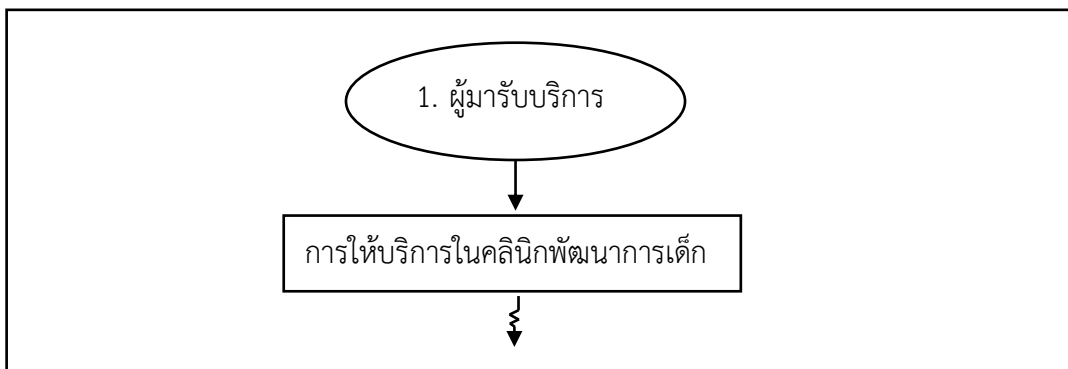 1. ผู้มารับบริการ
การให้บริการในคลินิกพัฒนาการเด็ก